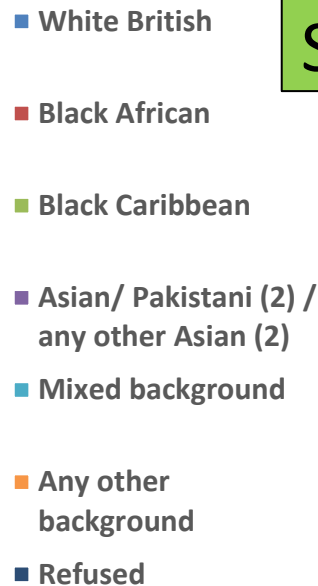 White British
S
Black African
Black Caribbean
Asian/ Pakistani (2) /
any other Asian (2)
Mixed background
Any other
background
Refused